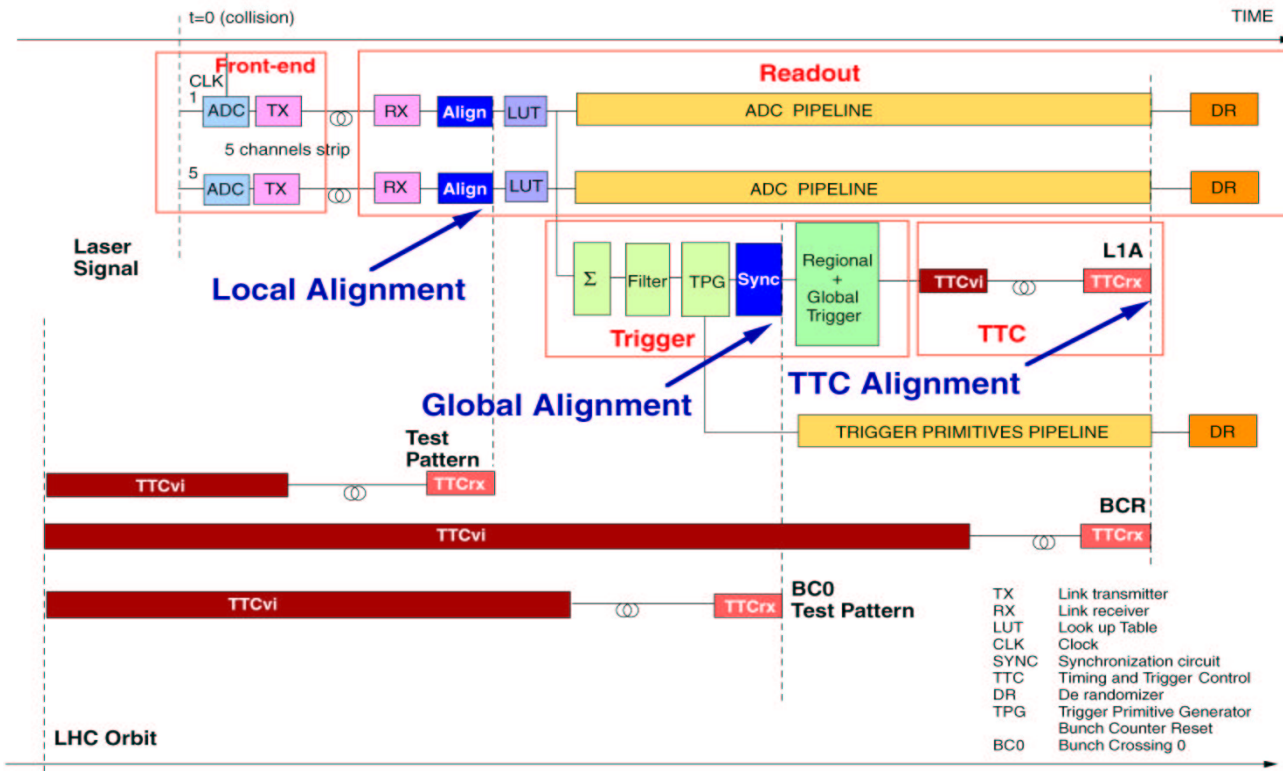 t=0 (collision)
TIME
Front-end
Readout
CLK
1
ADC
TX
RX
Align
LUT
ADC PIPELINE
DR
5 channels strip
5
ADC
TX
RX
Align
LUT
ADC PIPELINE
DR
Laser
Signal
Local Alignment
Σ
Filter
TPG
Sync
Regional
+
Global
Trigger
L1A
TTCvi
TTCrx
Trigger
TTC
Global Alignment
TTC Alignment
TRIGGER PRIMITIVES PIPELINE
DR
Test
Pattern
TTCvi
TTCrx
BCR
TTCvi
TTCrx
BC0
Test Pattern
TTCvi
TTCrx
TX Link transmitter
RX Link receiver
LUT Look up Table
CLK Clock
SYNC Synchronization circuit
TTC Timing and Trigger Control
DR De randomizer
TPG Trigger Primitive Generator
Bunch Counter Reset
BC0 Bunch Crossing 0
LHC Orbit